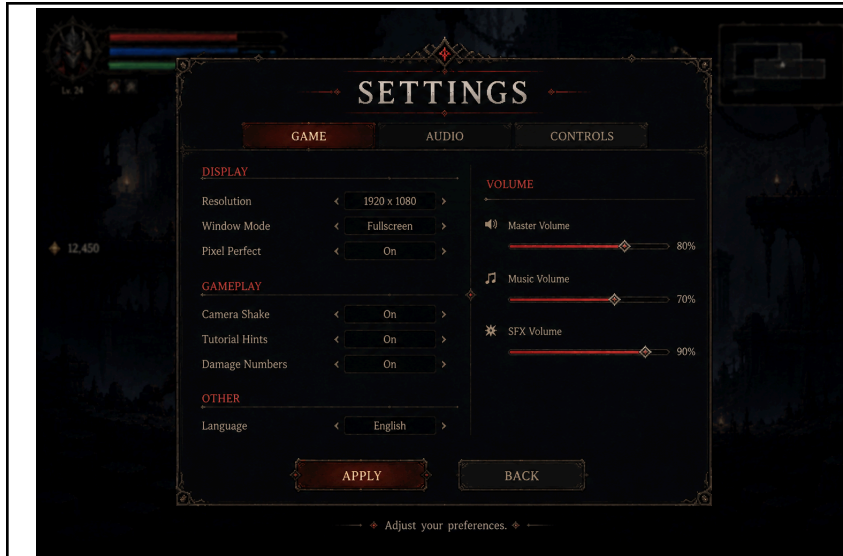 Lv. 24
12,450
SETTINGS
GAME
AUDIO
CONTROLS
DISPLAY
Resolution < 1920 x 1080 >
Window Mode < Fullscreen >
Pixel Perfect < On >
GAMEPLAY
Camera Shake < On >
Tutorial Hints < On >
Damage Numbers < On >
OTHER
Language < English >
VOLUME
Master Volume
80%
Music Volume
70%
SFX Volume
90%
APPLY
BACK
Adjust your preferences.